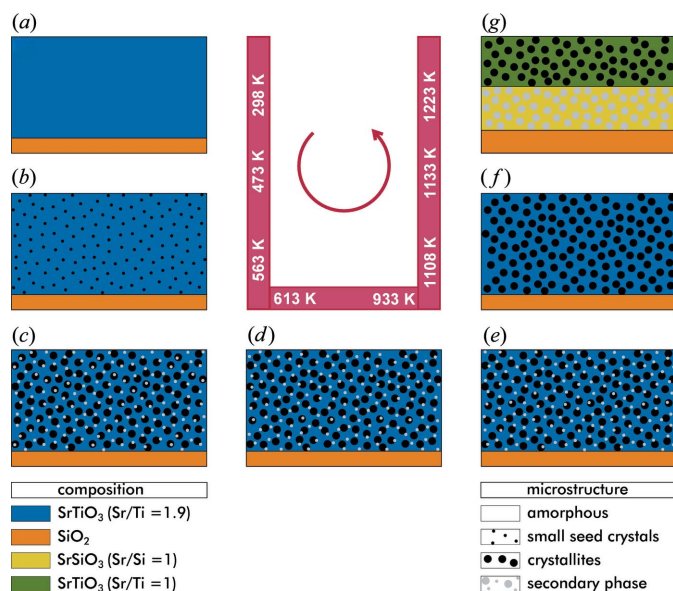 (a)
(g)
298 K
473 K
563 K
613 K
933 K
1108 K
1133 K
1223 K
(b)
(f)
(c)
(d)
(e)
composition
SrTiO₃ (Sr/Ti = 1.9)
SiO₂
SrSiO₃ (Sr/Si = 1)
SrTiO₃ (Sr/Ti = 1)
microstructure
amorphous
small seed crystals
crystallites
secondary phase